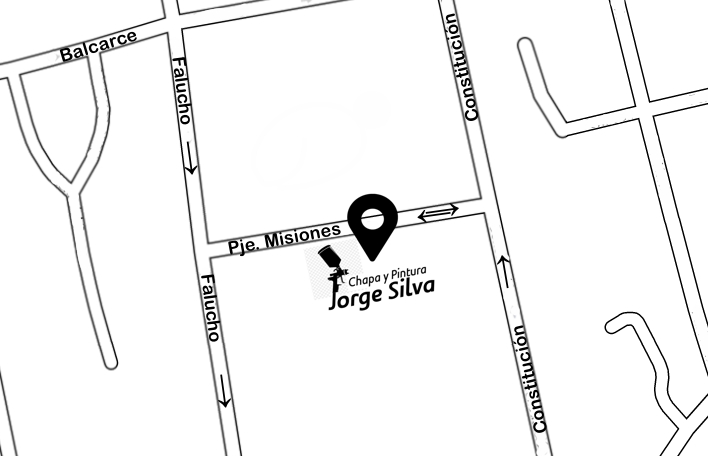 Balcarce
Falucho
Constitución
Pje. Misiones
Chapa y Pintura
Jorge Silva
Falucho
Constitución